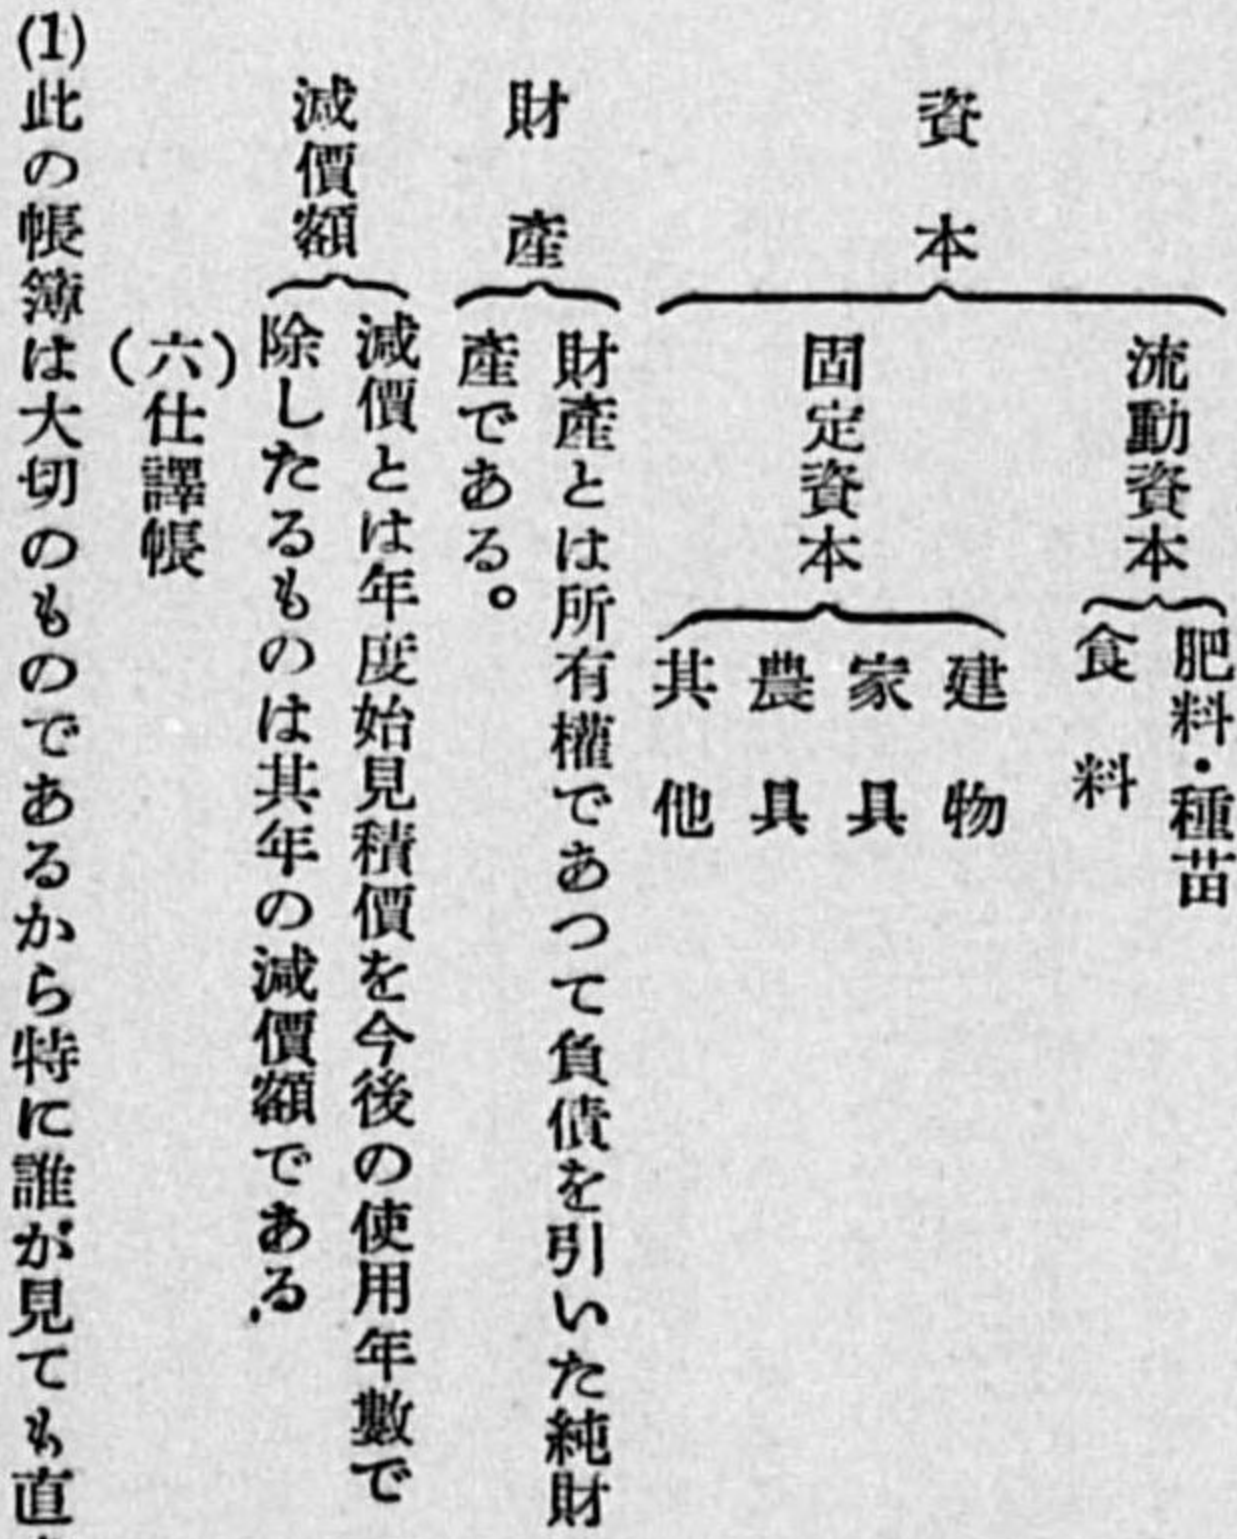 資本
流動資本
肥料・種苗
食料
固定資本
建物
家具
農具
其他
財產
財產とは所有權であつて負債を引いた純財
產である。
減價額
減價とは年度始見積價を今後の使用年數で
除したるものは其年の減價額である
(六)仕譯帳
(1)此の帳簿は大切のものであるから特に誰が見ても直